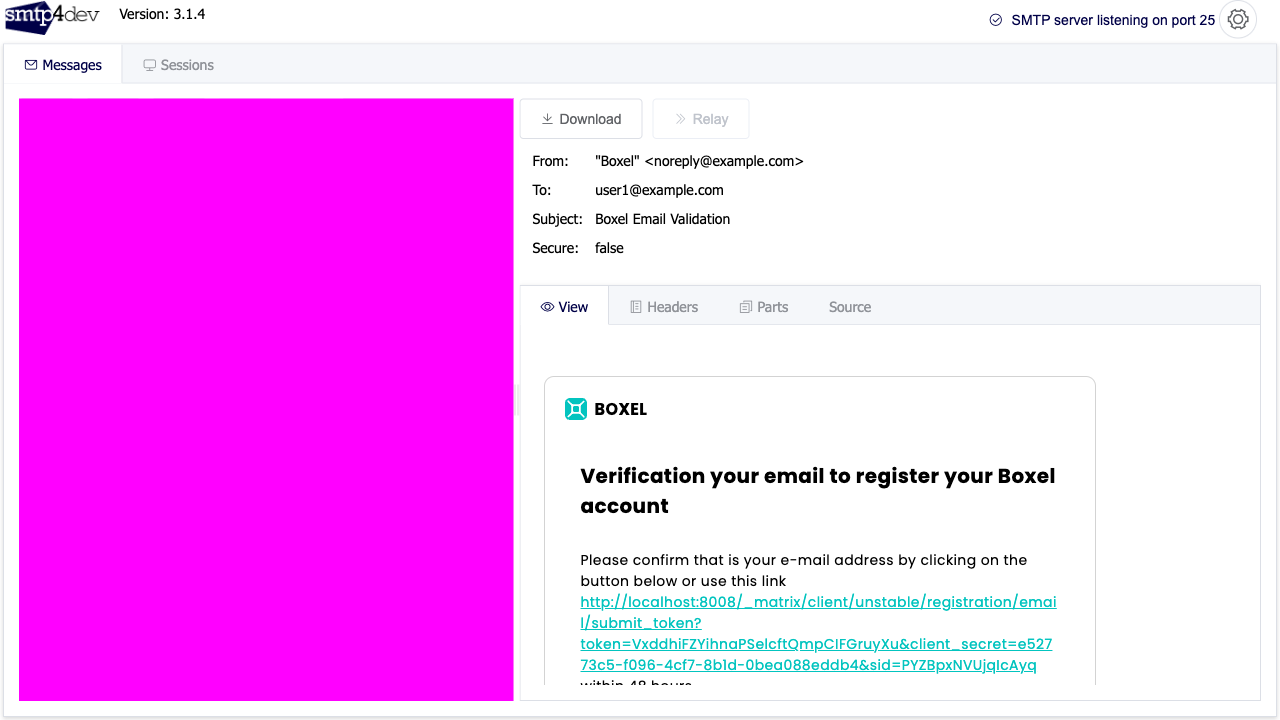 smtp4dev
Version: 3.1.4
SMTP server listening on port 25
Messages
Sessions
Download
Relay
From: "Boxel" <noreply@example.com>
To: user1@example.com
Subject: Boxel Email Validation
Secure: false
View
Headers
Parts
Source
BOXEL
Verification your email to register your Boxel
account
Please confirm that is your e-mail address by clicking on the
button below or use this link
http://localhost:8008/_matrix/client/unstable/registration/emai
l/submit_token?
token=VxddhiFZYihnaPSelcftQmpCIFGruyXu&client_secret=e527
73c5-f096-4cf7-8b1d-0bea088eddb4&sid=PYZBpxNVUjqIcAyq
within 48 hours